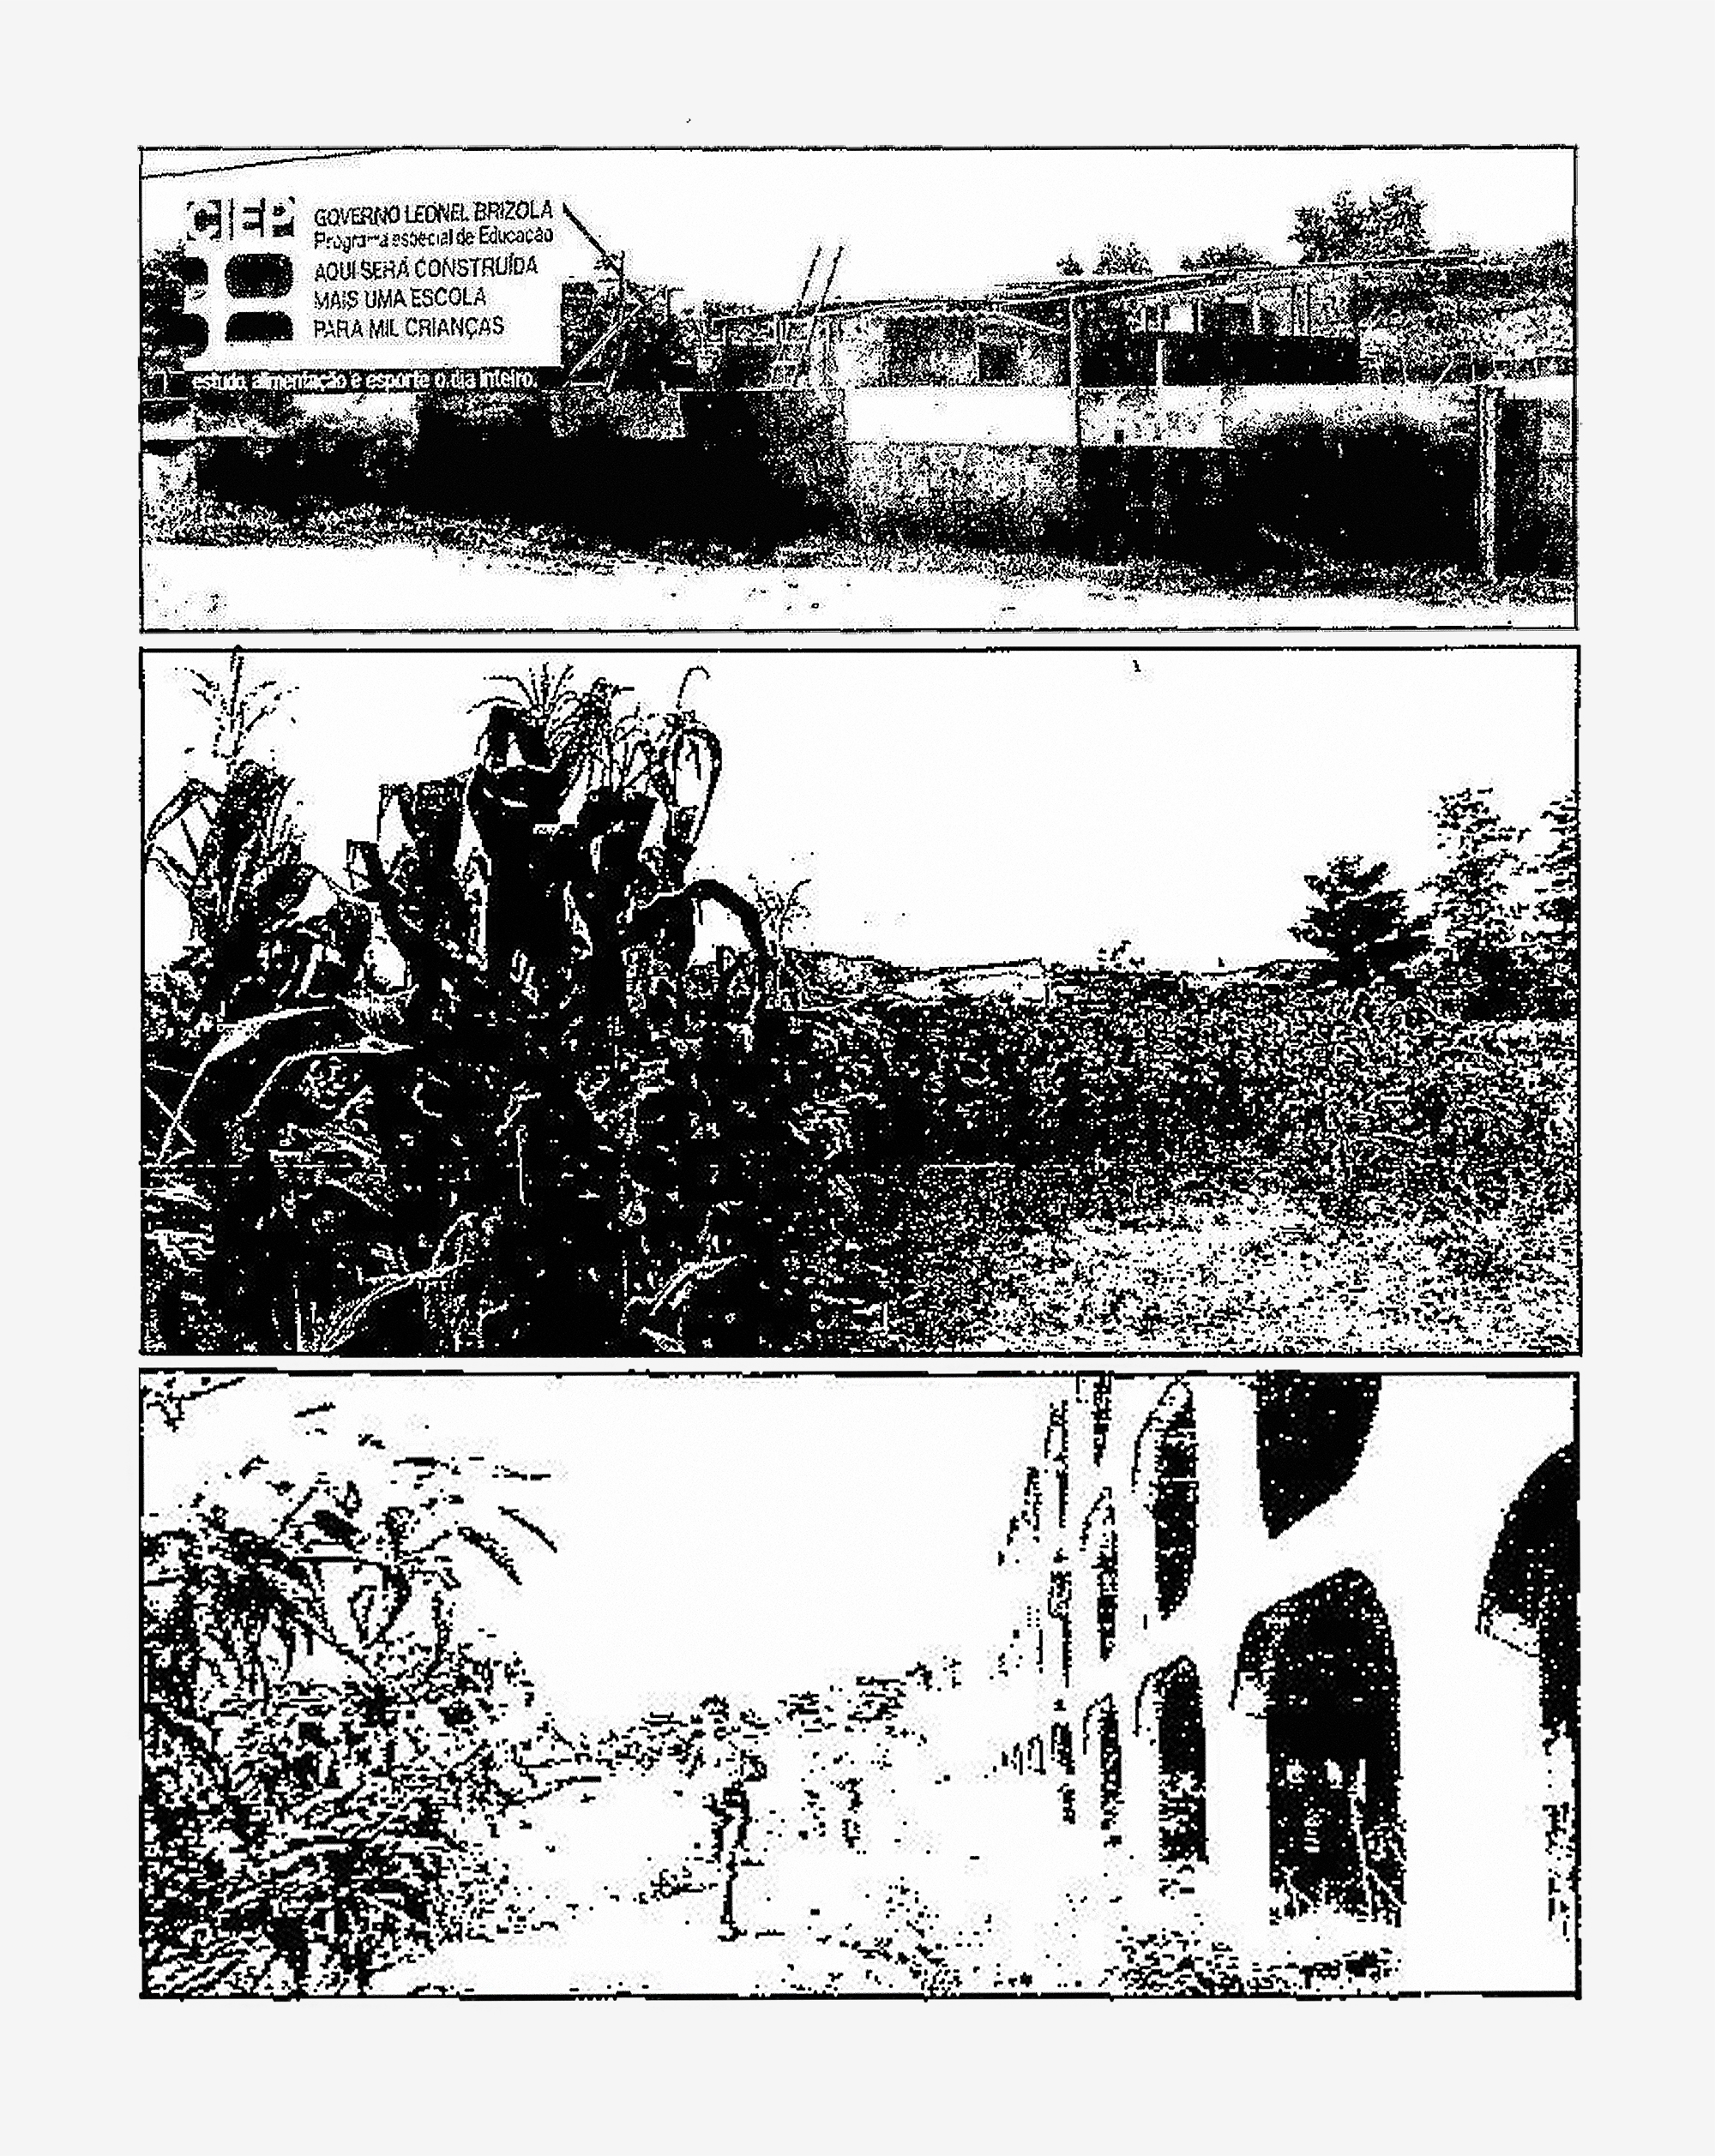 CIEP
GOVERNO LEONEL BRIZOLA
Programa especial de Educação
AQUI SERÁ CONSTRUÍDA
MAIS UMA ESCOLA
PARA MIL CRIANÇAS
estudo, alimentação e esporte o dia inteiro.